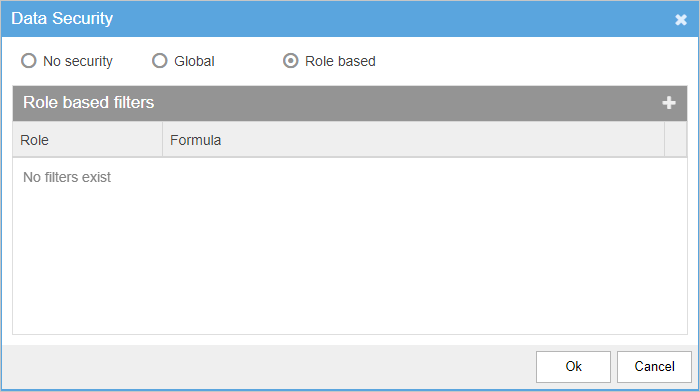 Data Security
No security Global Role based
Role based filters
Role Formula
No filters exist
Ok Cancel